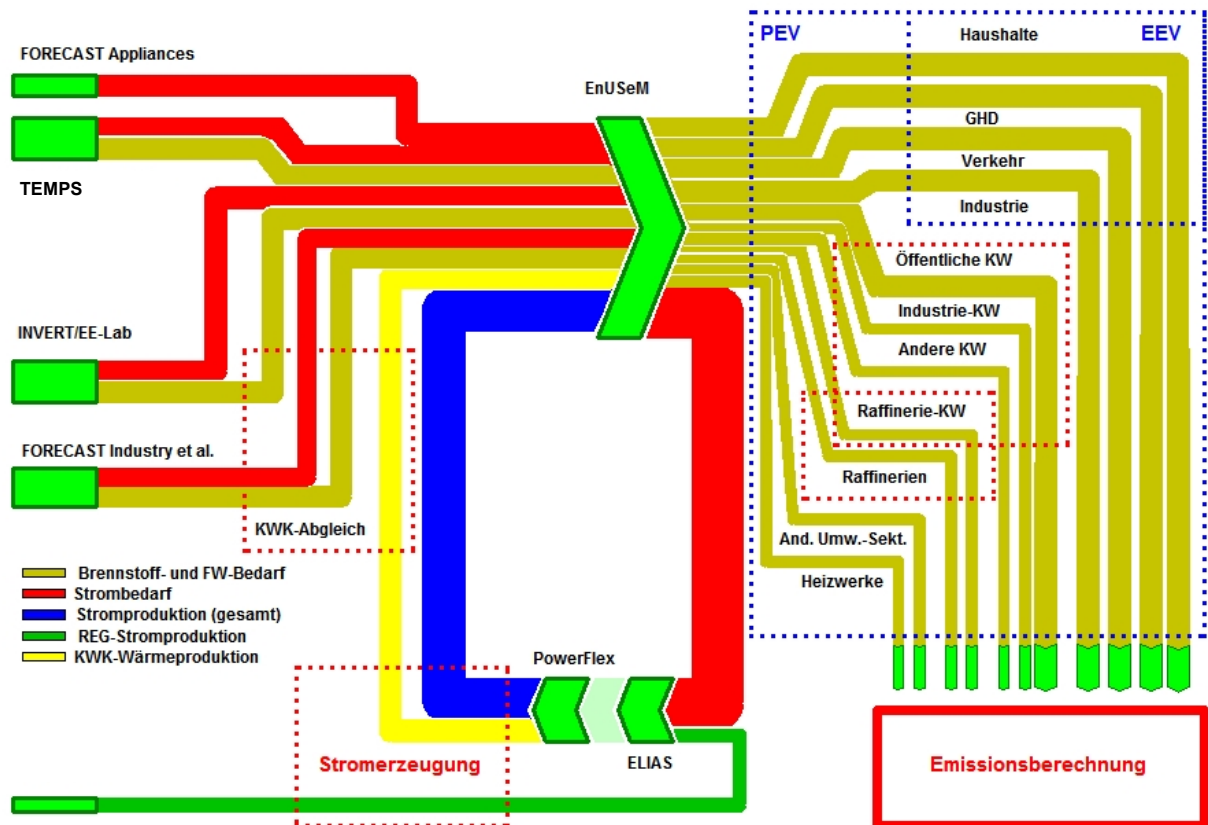 FORECAST Appliances
TEMPS
INVERT/EE-Lab
FORECAST Industry et al.
KWK-Abgleich
Brennstoff- und FW-Bedarf
Strombedarf
Stromproduktion (gesamt)
REG-Stromproduktion
KWK-Wärmeproduktion
Stromerzeugung
EnUSeM
PowerFlex
ELIAS
PEV
EEV
Haushalte
GHD
Verkehr
Industrie
Öffentliche KW
Industrie-KW
Andere KW
Raffinerie-KW
Raffinerien
And. Umw.-Sekt.
Heizwerke
Emissionsberechnung